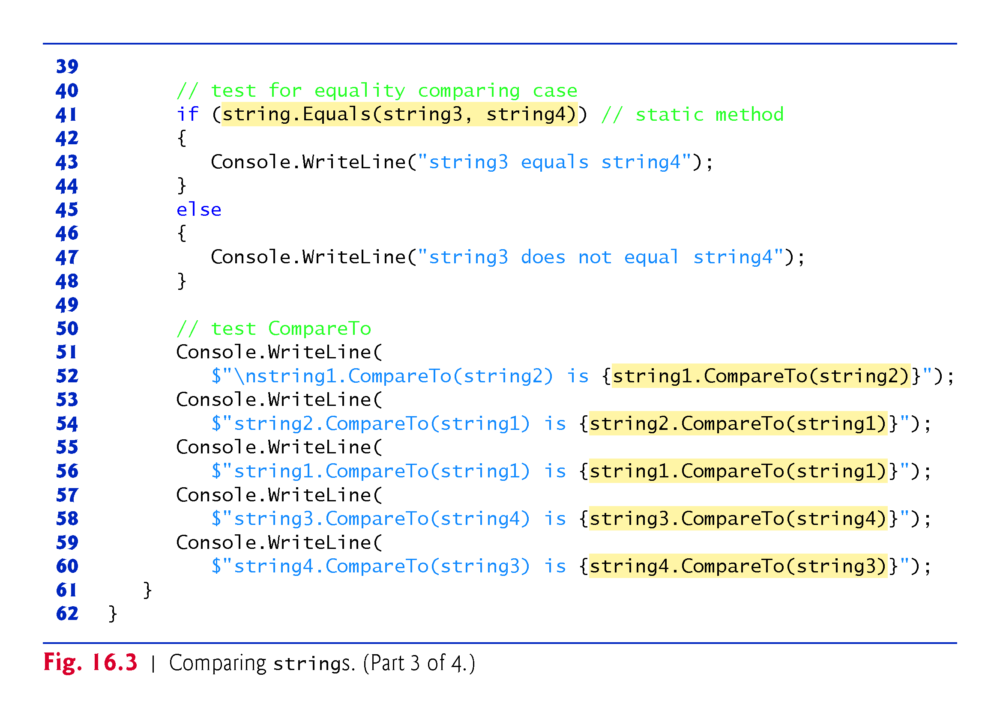 39
40 // test for equality comparing case
41 if (string.Equals(string3, string4)) // static method
42 {
43 Console.WriteLine("string3 equals string4");
44 }
45 else
46 {
47 Console.WriteLine("string3 does not equal string4");
48 }
49
50 // test CompareTo
51 Console.WriteLine(
52 $"\nstring1.CompareTo(string2) is {string1.CompareTo(string2)}");
53 Console.WriteLine(
54 $"string2.CompareTo(string1) is {string2.CompareTo(string1)}");
55 Console.WriteLine(
56 $"string1.CompareTo(string1) is {string1.CompareTo(string1)}");
57 Console.WriteLine(
58 $"string3.CompareTo(string4) is {string3.CompareTo(string4)}");
59 Console.WriteLine(
60 $"string4.CompareTo(string3) is {string4.CompareTo(string3)}");
61 }
62 }
Fig. 16.3 | Comparing strings. (Part 3 of 4.)